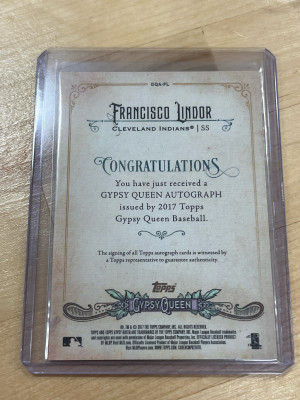 GQA-FL
FRANCISCO LINDOR
CLEVELAND INDIANS® | SS
CONGRATULATIONS
You have just received a
GYPSY QUEEN AUTOGRAPH
issued by 2017 Topps
Gypsy Queen Baseball.
The signing of all Topps autograph cards is witnessed by
a Topps representative to guarantee authenticity.
Topps
GYPSY QUEEN